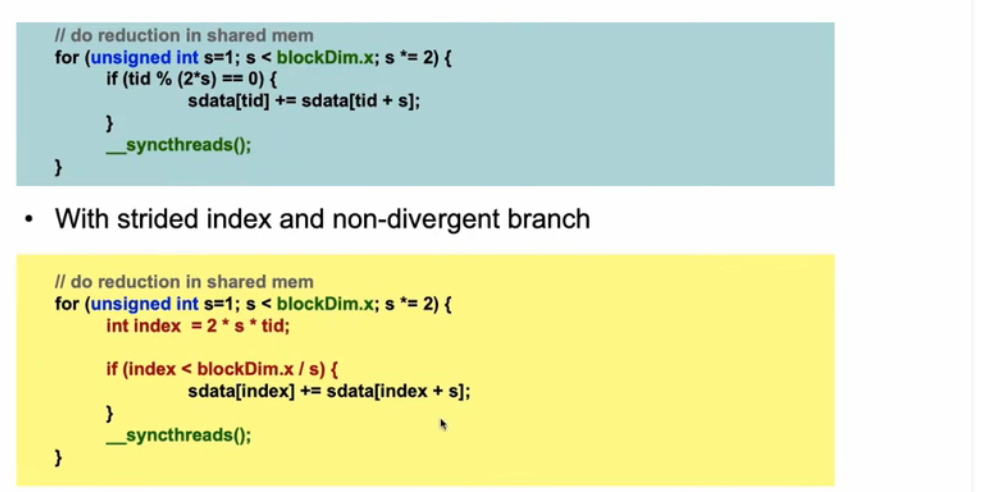 // do reduction in shared mem
for (unsigned int s=1; s < blockDim.x; s *= 2) {
if (tid % (2*s) == 0) {
sdata[tid] += sdata[tid + s];
}
__syncthreads();
}
• With strided index and non-divergent branch
// do reduction in shared mem
for (unsigned int s=1; s < blockDim.x; s *= 2) {
int index = 2 * s * tid;
if (index < blockDim.x / s) {
sdata[index] += sdata[index + s];
}
__syncthreads();
}